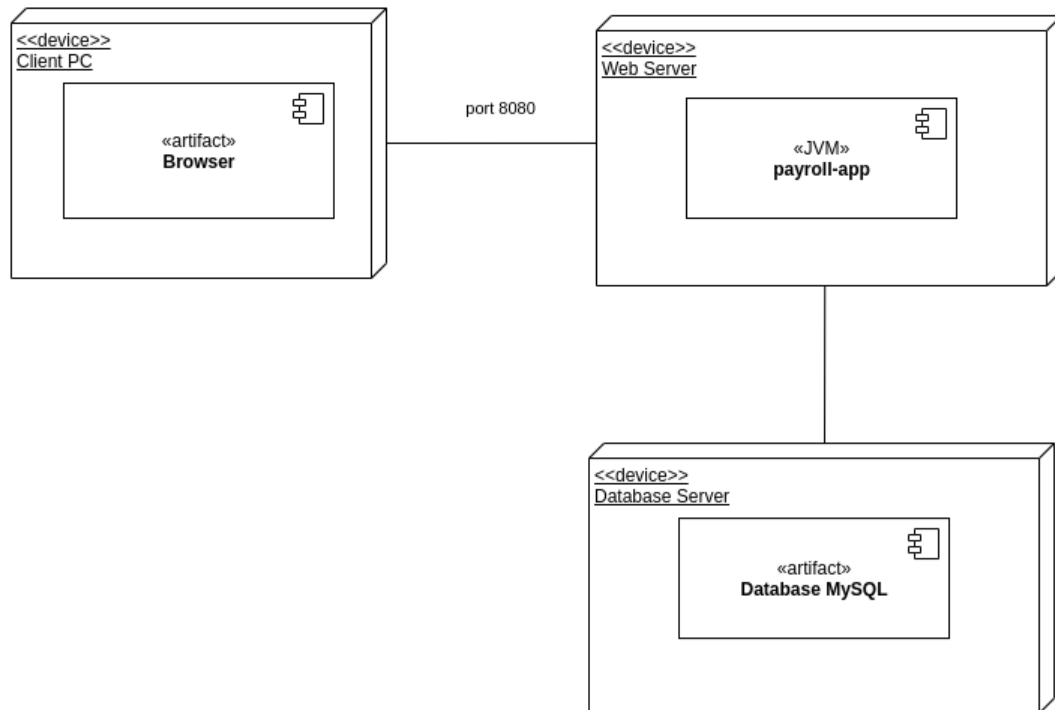 <<device>>
Client PC
«artifact»
Browser
port 8080
<<device>>
Web Server
«JVM»
payroll-app
<<device>>
Database Server
«artifact»
Database MySQL